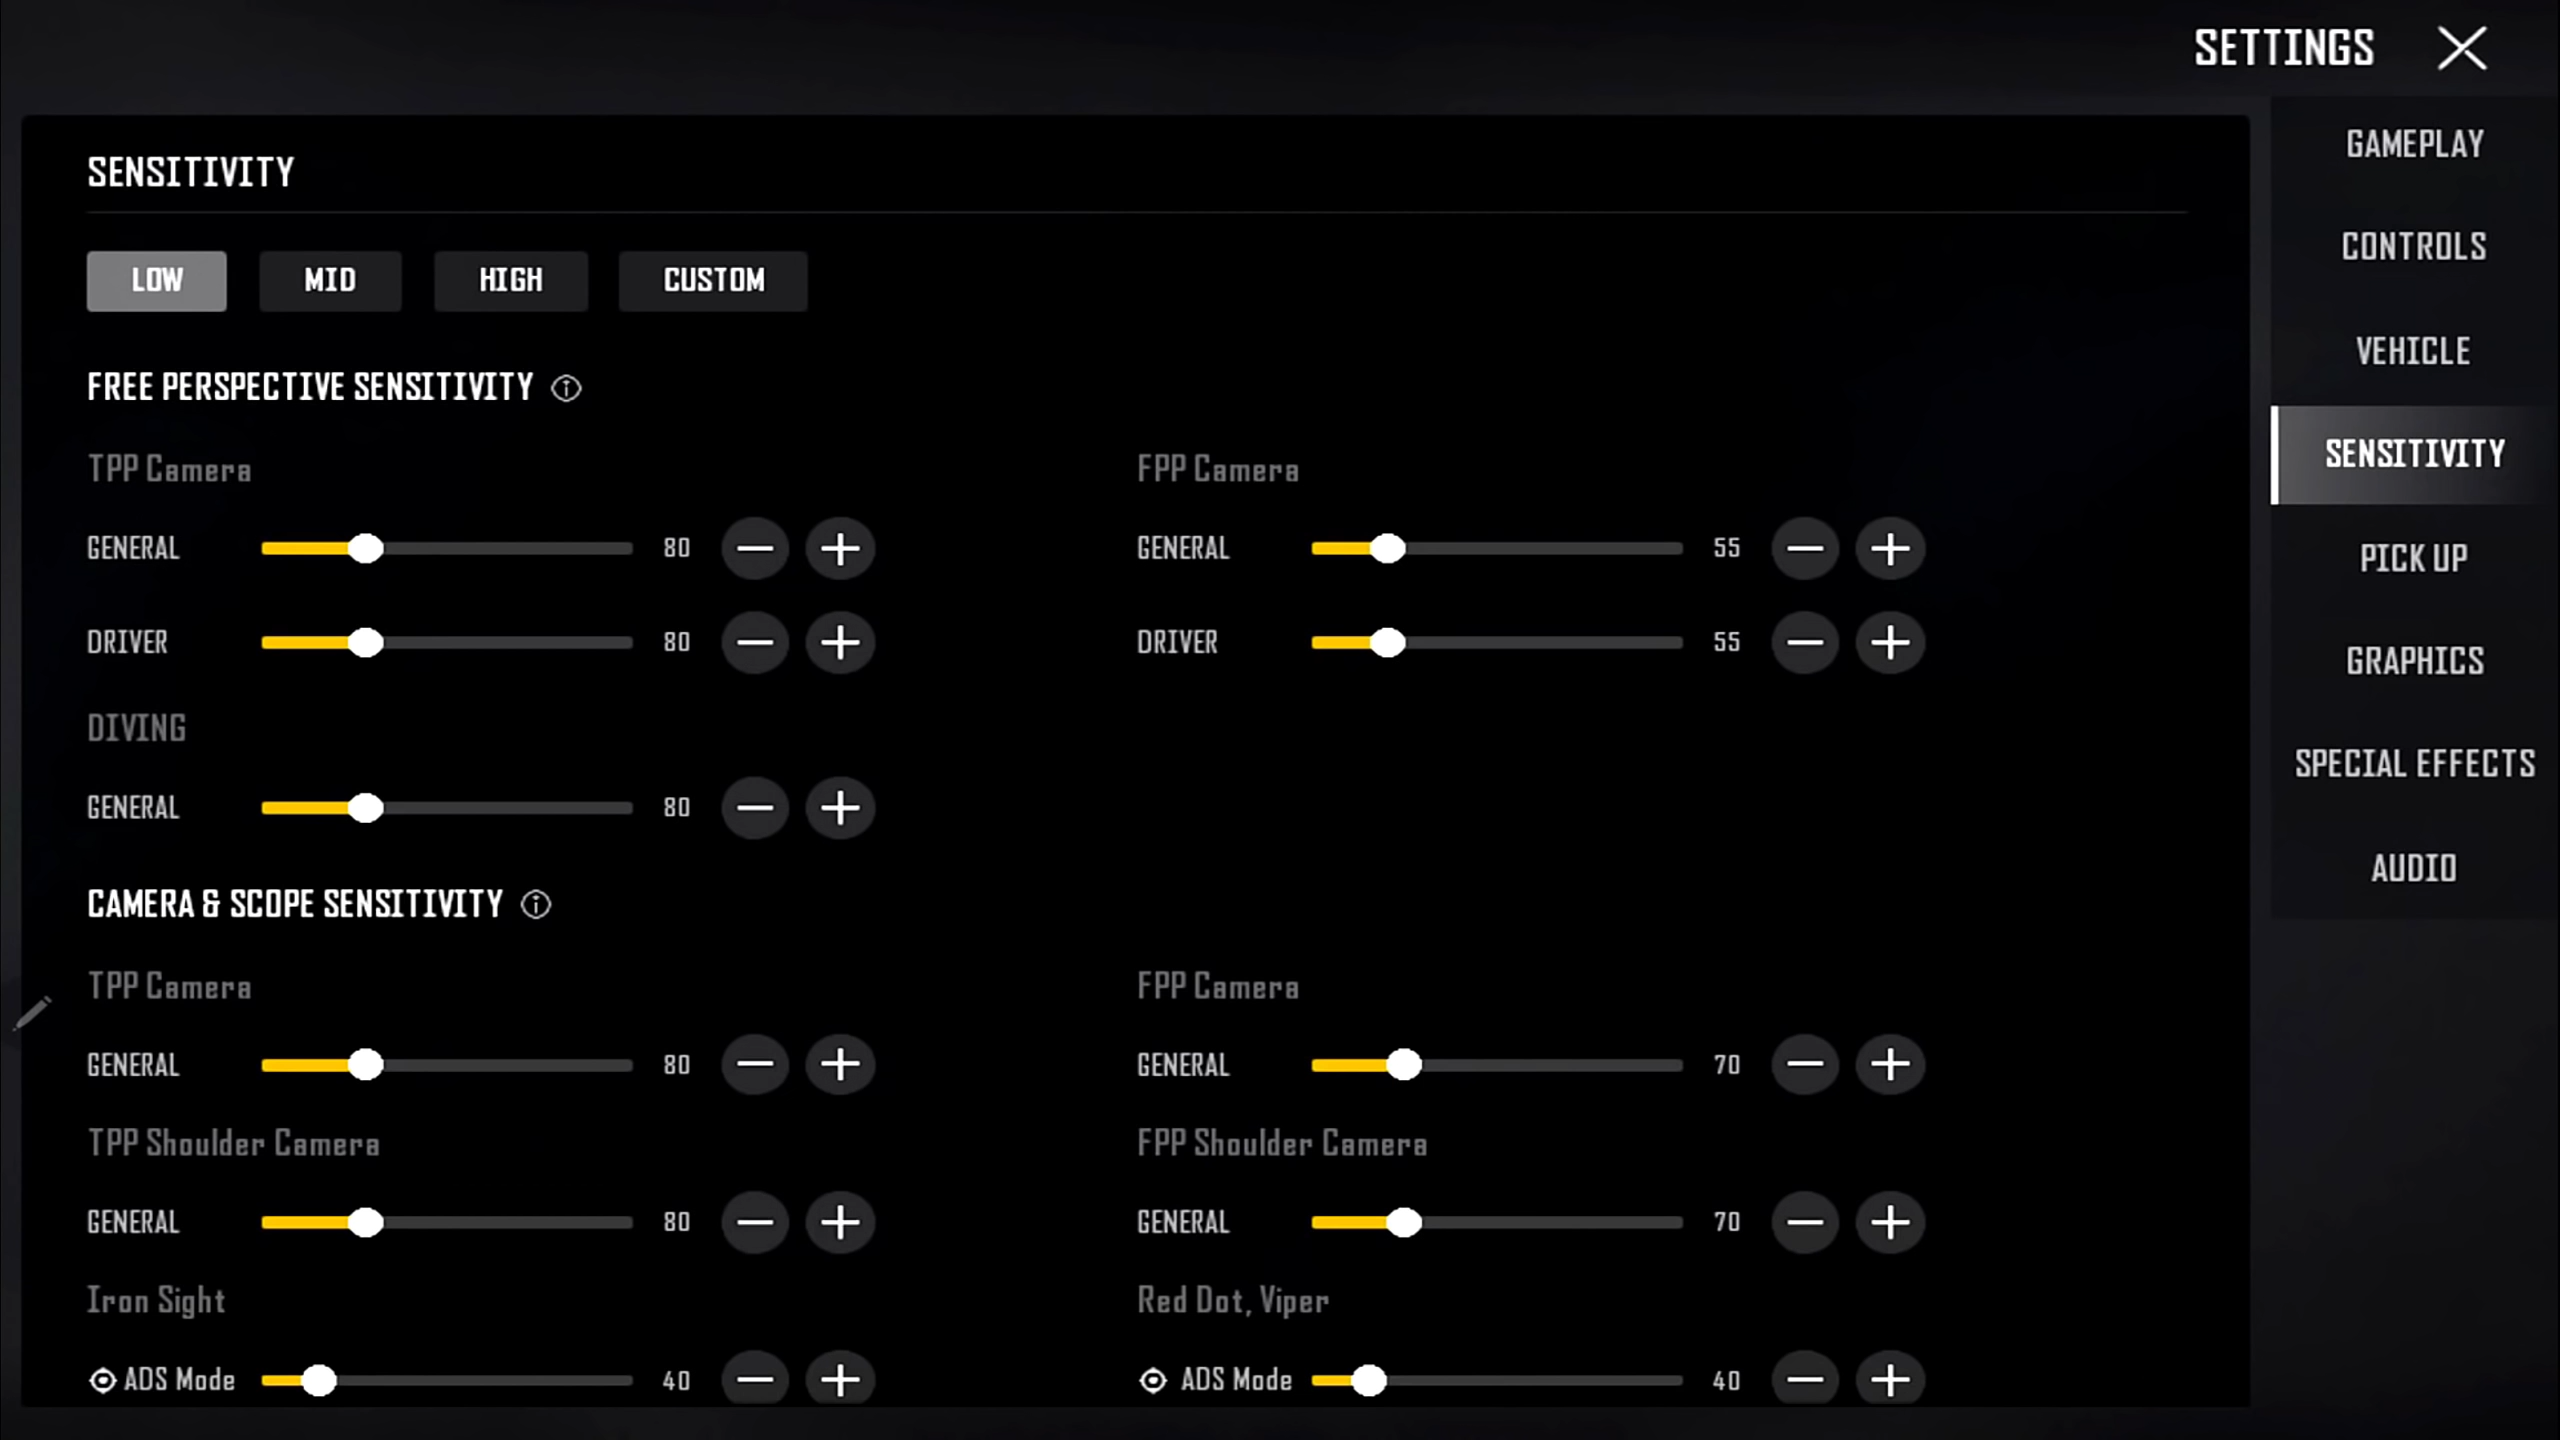 SETTINGS
SENSITIVITY
LOW MID HIGH CUSTOM
FREE PERSPECTIVE SENSITIVITY
TPP Camera FPP Camera
GENERAL 80 GENERAL 55
DRIVER 80 DRIVER 55
DIVING
GENERAL 80
CAMERA & SCOPE SENSITIVITY
TPP Camera FPP Camera
GENERAL 80 GENERAL 70
TPP Shoulder Camera FPP Shoulder Camera
GENERAL 80 GENERAL 70
Iron Sight Red Dot, Viper
ADS Mode 40 ADS Mode 40
GAMEPLAY
CONTROLS
VEHICLE
SENSITIVITY
PICK UP
GRAPHICS
SPECIAL EFFECTS
AUDIO